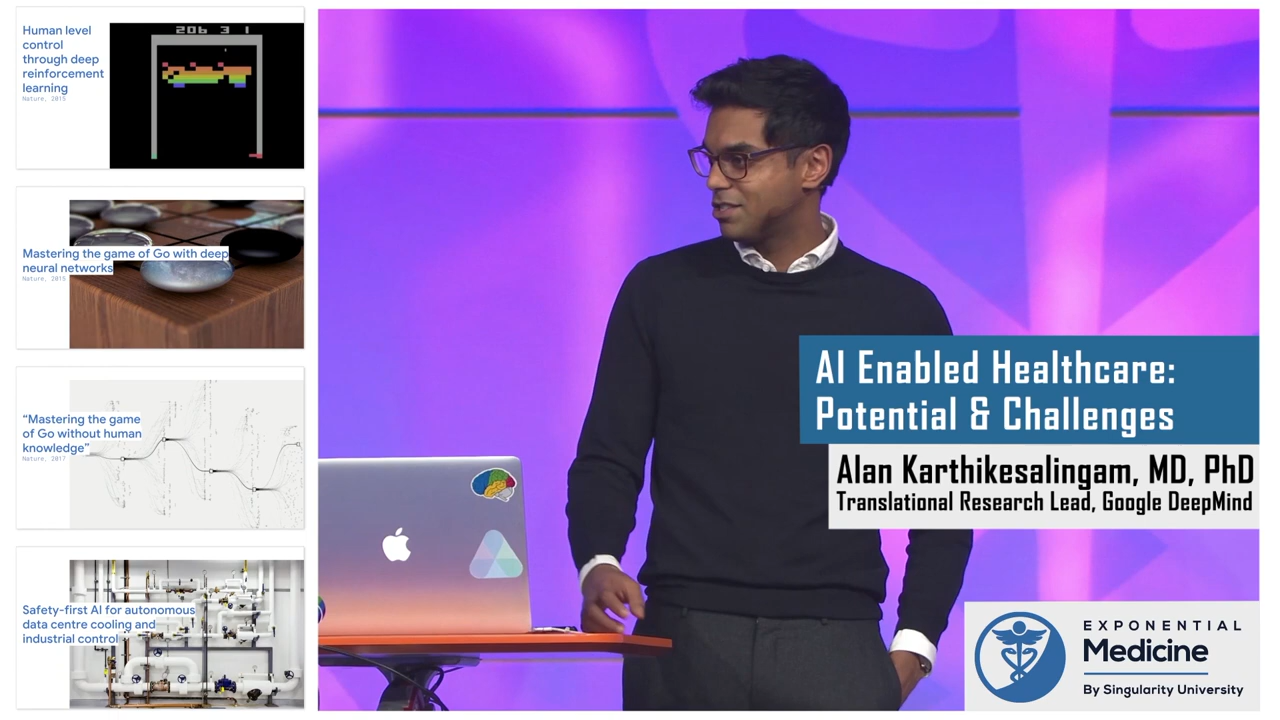 Human level
control
through deep
reinforcement
learning
Nature, 2015
206 3 1
Mastering the game of Go with deep
neural networks
Nature, 2015
“Mastering the game
of Go without human
knowledge”
Nature, 2017
Safety-first AI for autonomous
data centre cooling and
industrial control
AI Enabled Healthcare:
Potential & Challenges
Alan Karthikesalingam, MD, PhD
Translational Research Lead, Google DeepMind
EXPONENTIAL
Medicine
By Singularity University